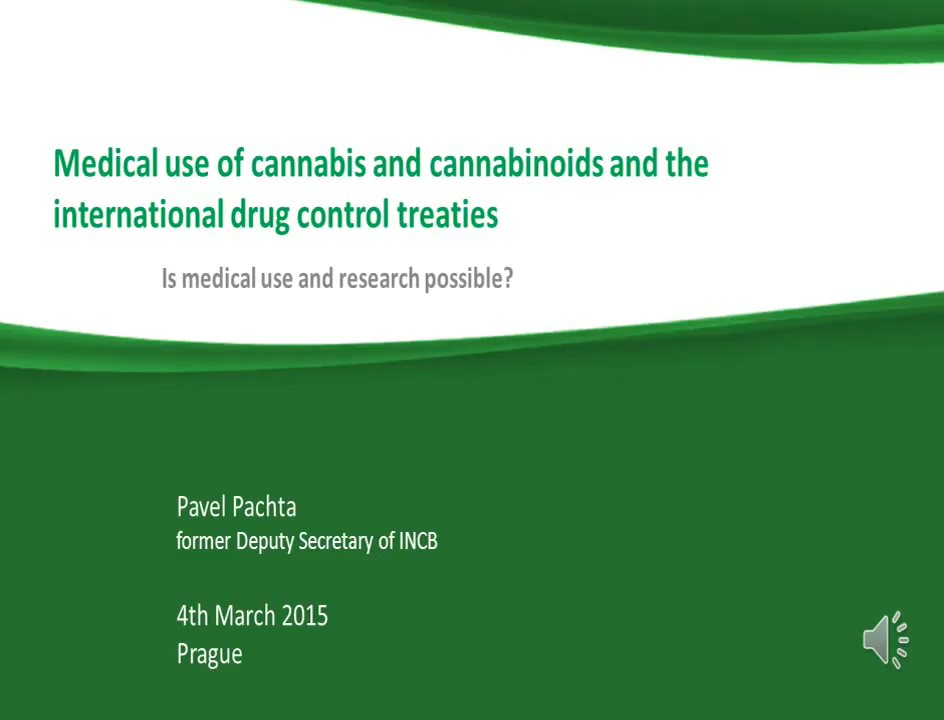 Medical use of cannabis and cannabinoids and the
international drug control treaties
Is medical use and research possible?
Pavel Pachta
former Deputy Secretary of INCB
4th March 2015
Prague